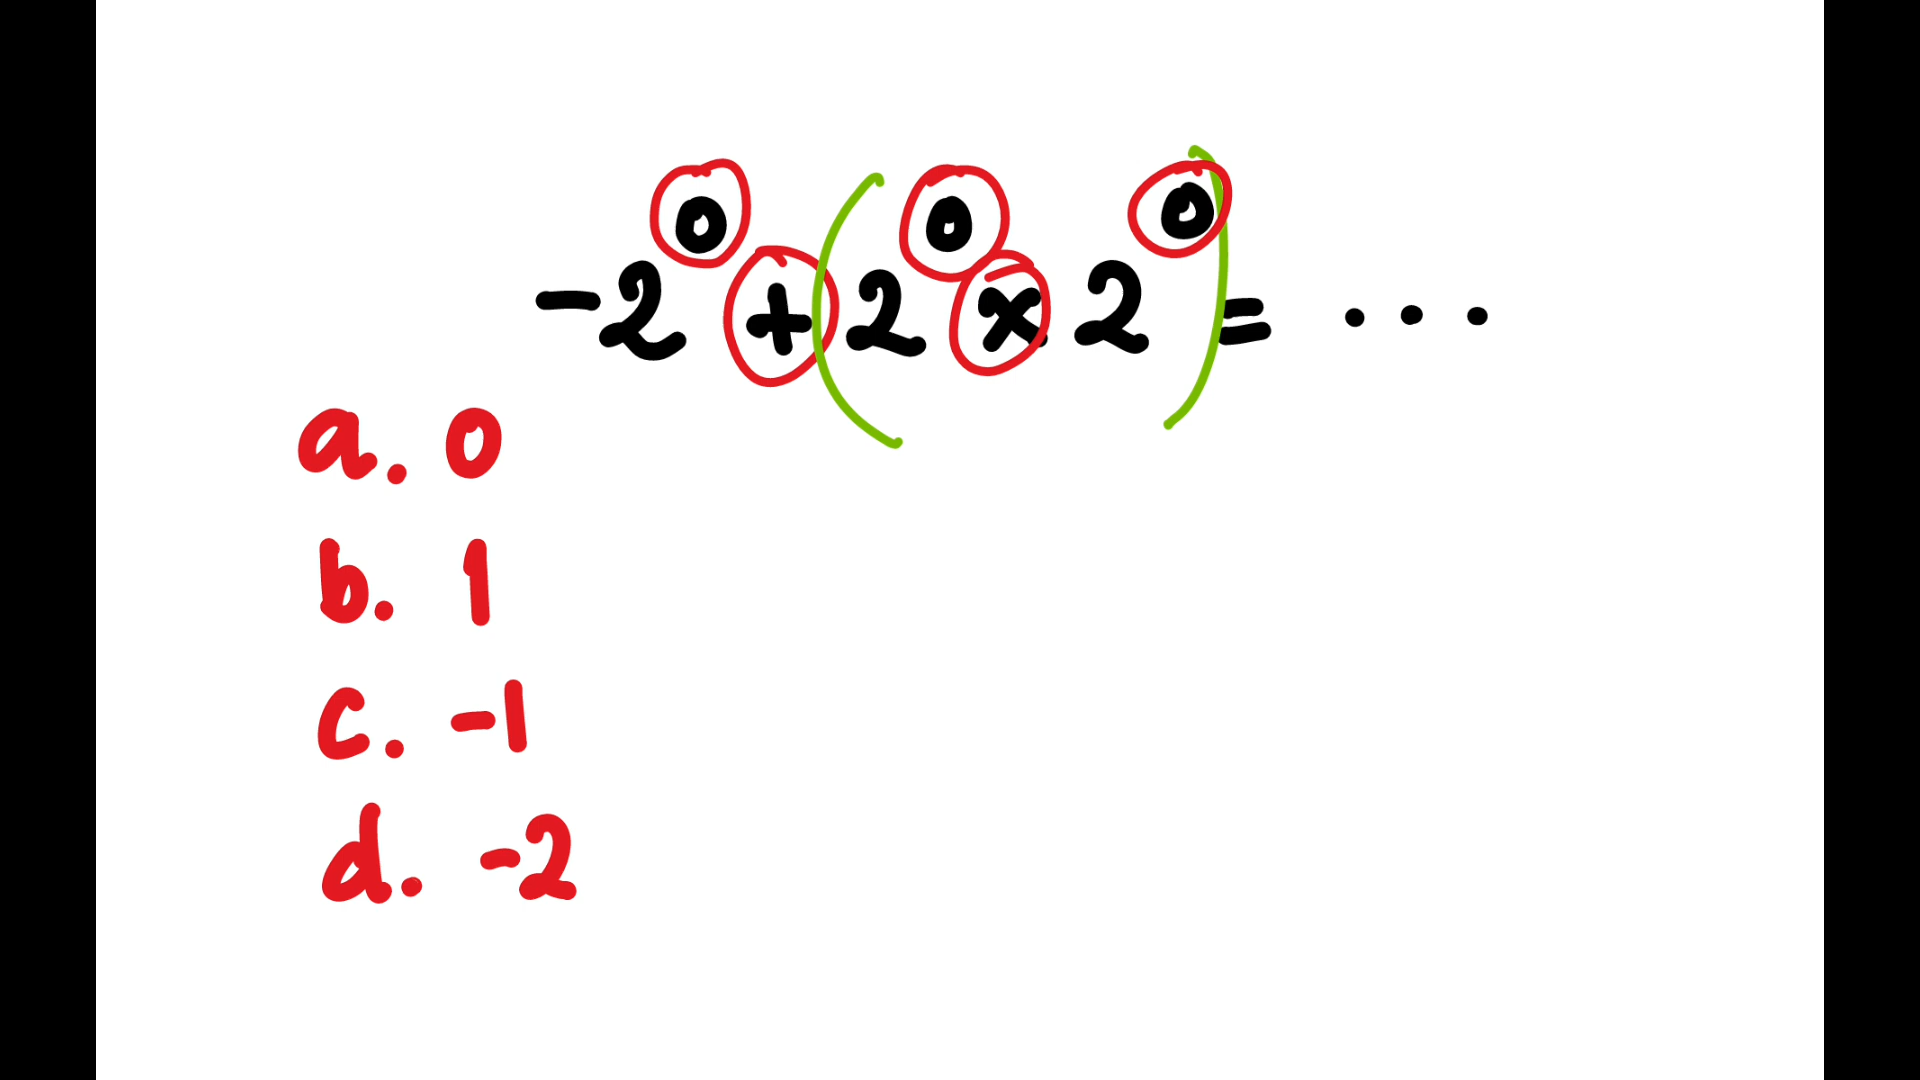 -2⁰ + (2⁰ × 2⁰) = ...
a. 0
b. 1
c. -1
d. -2